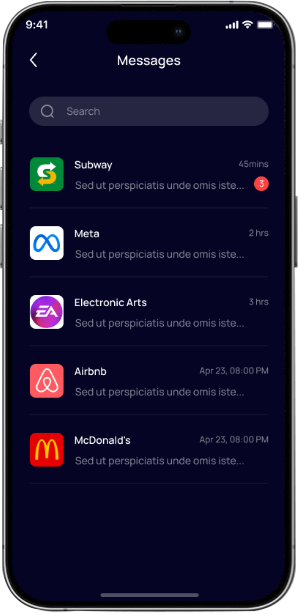 9:41
Messages
Search
Subway 45mins
Sed ut perspiciatis unde omis iste... 3
Meta 2 hrs
Sed ut perspiciatis unde omis iste...
EA
Electronic Arts 3 hrs
Sed ut perspiciatis unde omis iste...
Airbnb Apr 23, 08:00 PM
Sed ut perspiciatis unde omis iste...
McDonald's Apr 23, 08:00 PM
Sed ut perspiciatis unde omis iste...